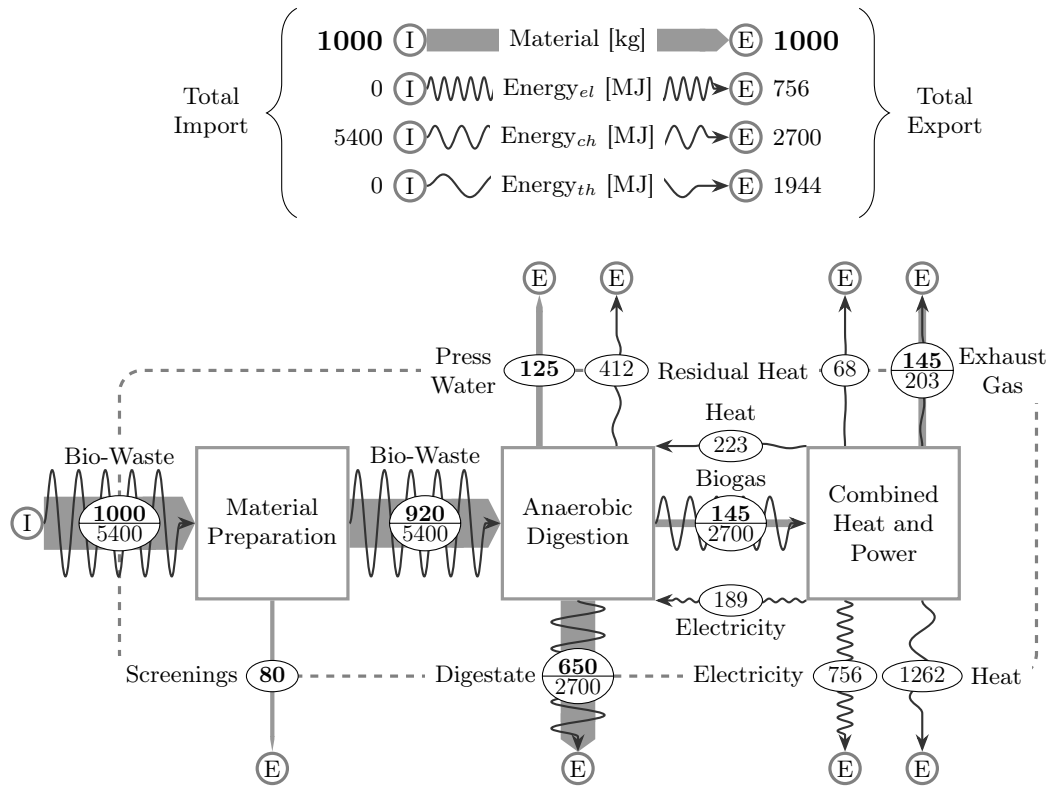 1000 I Material [kg] E 1000
0 I Energy_el [MJ] E 756
Total
Import
Total
Export
5400 I Energy_ch [MJ] E 2700
0 I Energy_th [MJ] E 1944
E E E E
Press
Water
125
412
Residual Heat
68
145
203
Exhaust
Gas
Heat
223
Bio-Waste
I
1000
5400
Material
Preparation
Bio-Waste
920
5400
Anaerobic
Digestion
Biogas
145
2700
Combined
Heat and
Power
189
Electricity
Screenings
80
Digestate
650
2700
Electricity
756
1262
Heat
E E E E